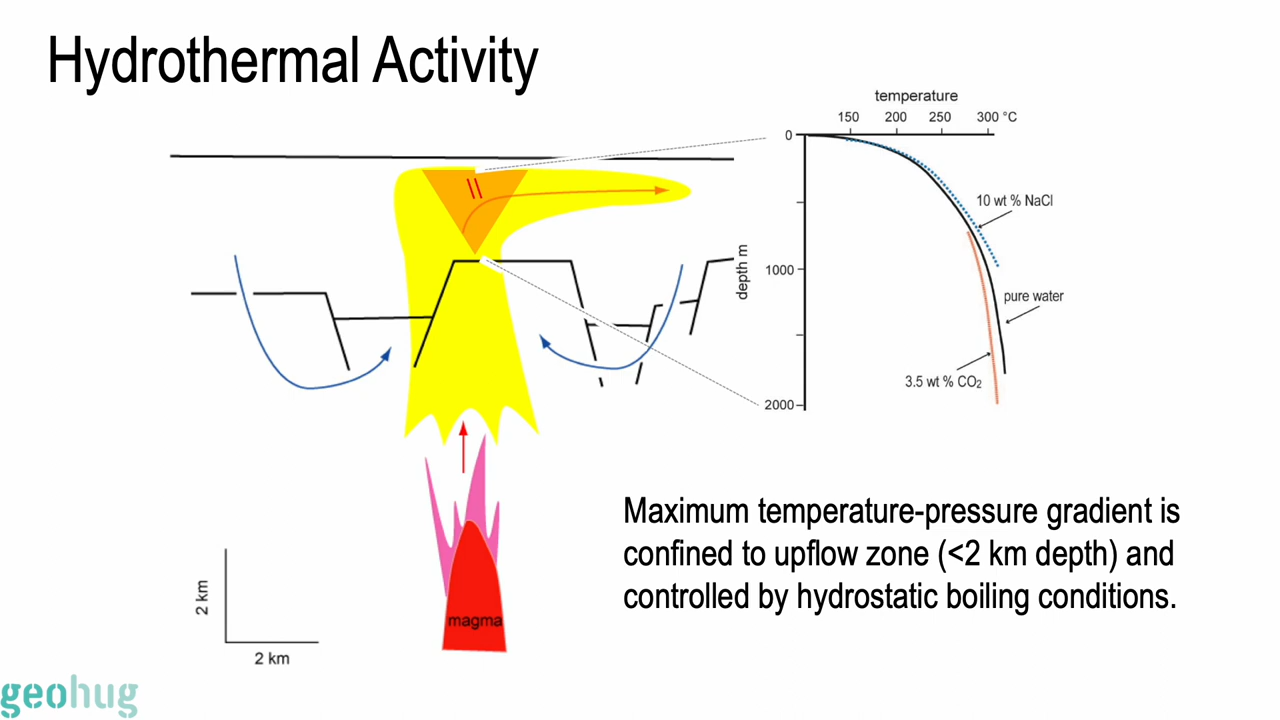 Hydrothermal Activity
temperature
150 200 250 300 °C
0
10 wt % NaCl
depth m
1000
pure water
3.5 wt % CO₂
2000
Maximum temperature-pressure gradient is
confined to upflow zone (<2 km depth) and
controlled by hydrostatic boiling conditions.
2 km
magma
2 km
geohug